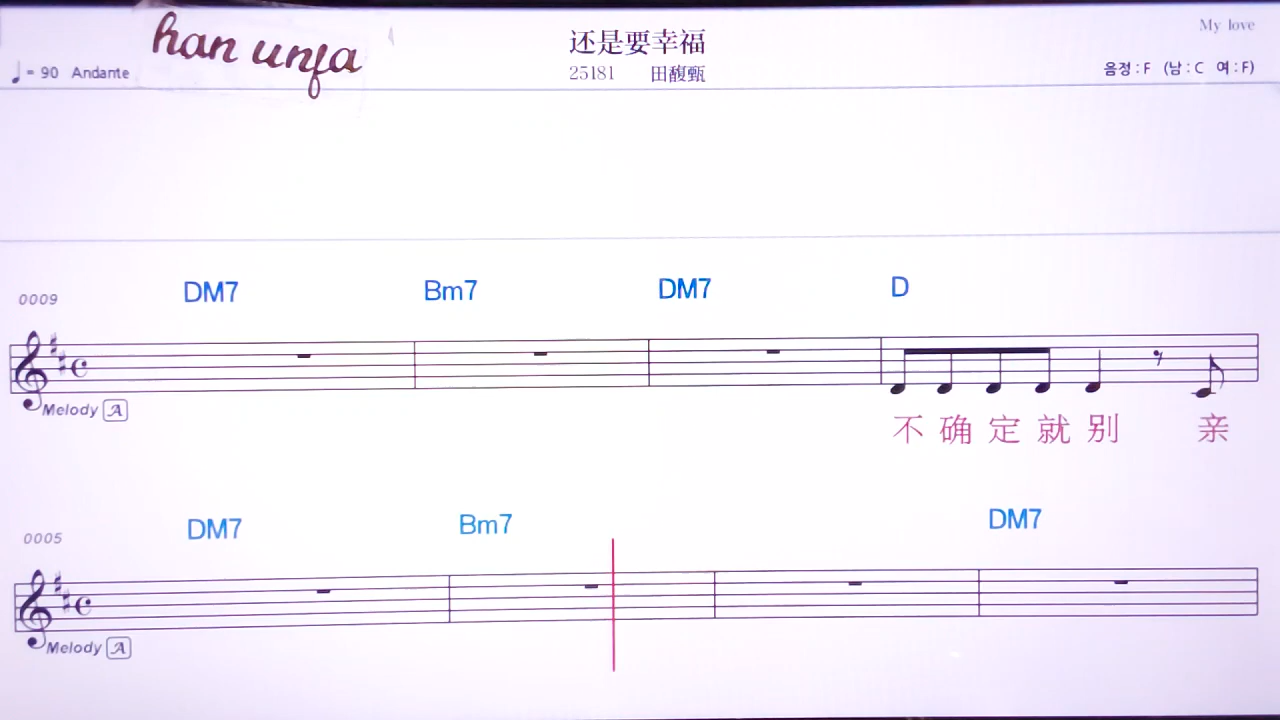 han unfa
还是要幸福
My love
♩= 90 Andante
25181 田馥甄
음정 : F (남 : C 여 : F)
0009 DM7 Bm7 DM7 D
Melody A
不 确 定 就 别 亲
0005 DM7 Bm7 DM7
Melody A